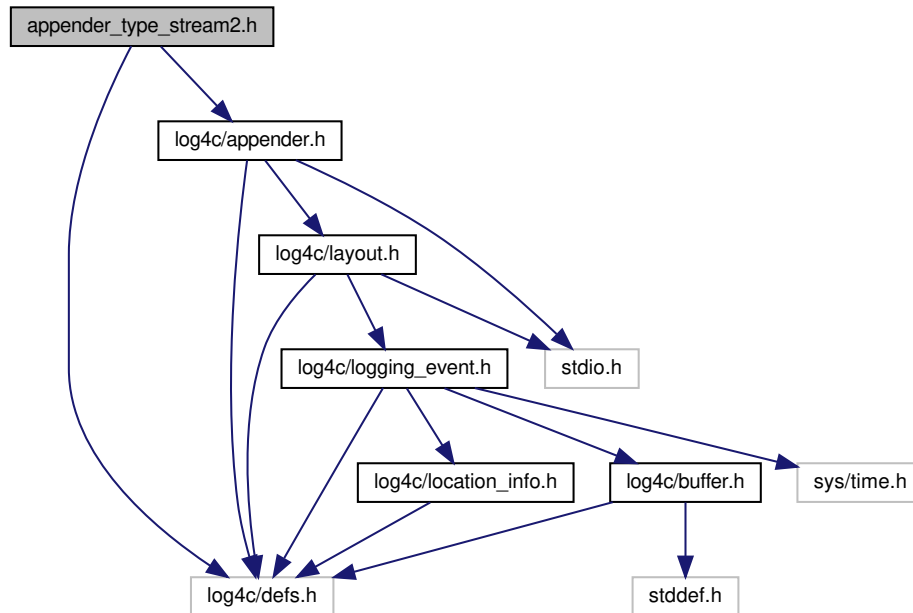 appender_type_stream2.h
log4c/appender.h
log4c/layout.h
log4c/logging_event.h
stdio.h
log4c/location_info.h
log4c/buffer.h
sys/time.h
log4c/defs.h
stddef.h